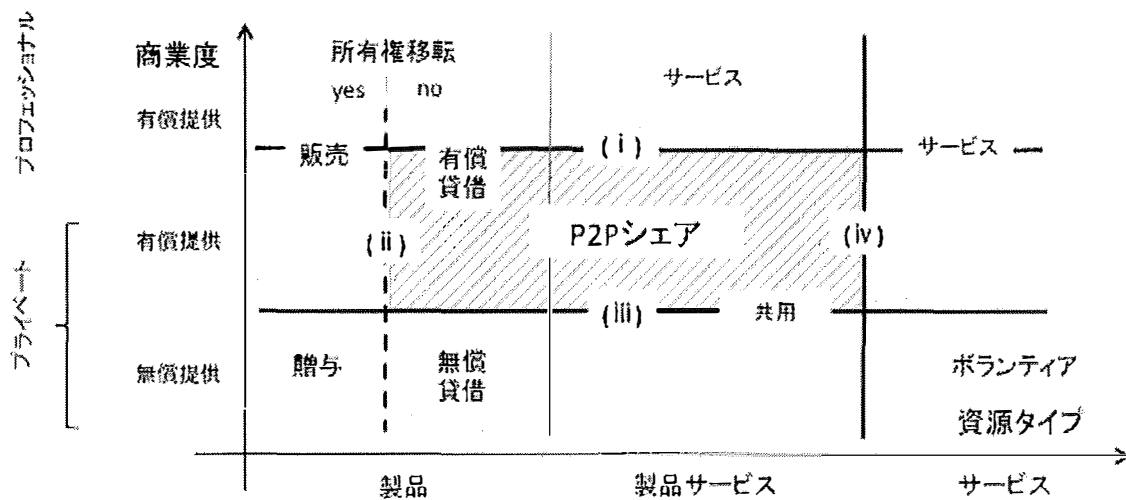 プロフェッショナル
商業度
所有権移転
yes
no
サービス
有償提供
販売
有償
貸借
(i)
サービス
プライベート
有償提供
(ii)
P2Pシェア
(iv)
(iii)
共用
無償提供
贈与
無償
貸借
ボランティア
資源タイプ
製品
製品サービス
サービス